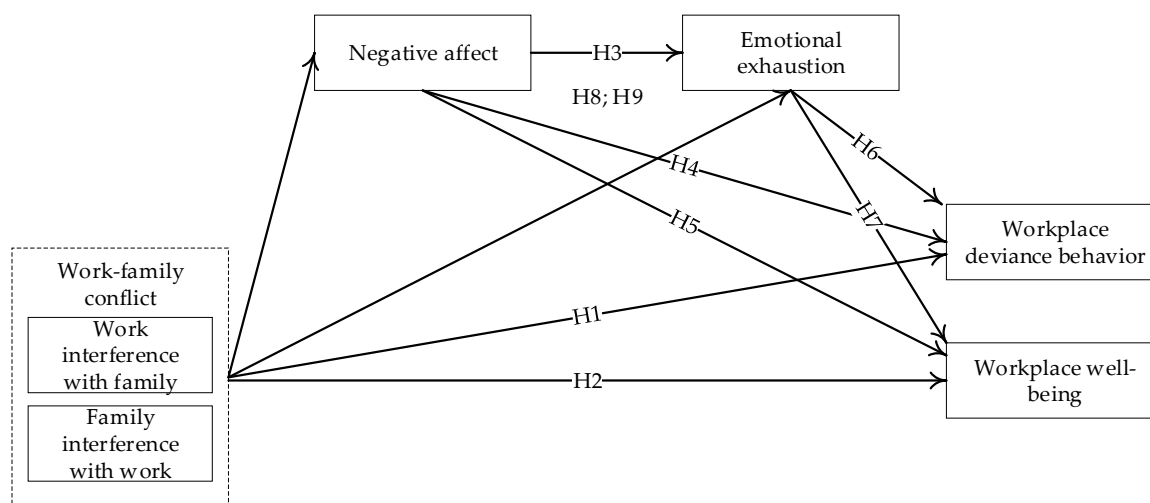 Negative affect
H3
Emotional
exhaustion
H8; H9
H6
H4
H7
H5
Workplace
deviance behavior
Work-family
conflict
H1
Work
interference
with family
H2
Workplace well-
being
Family
interference
with work